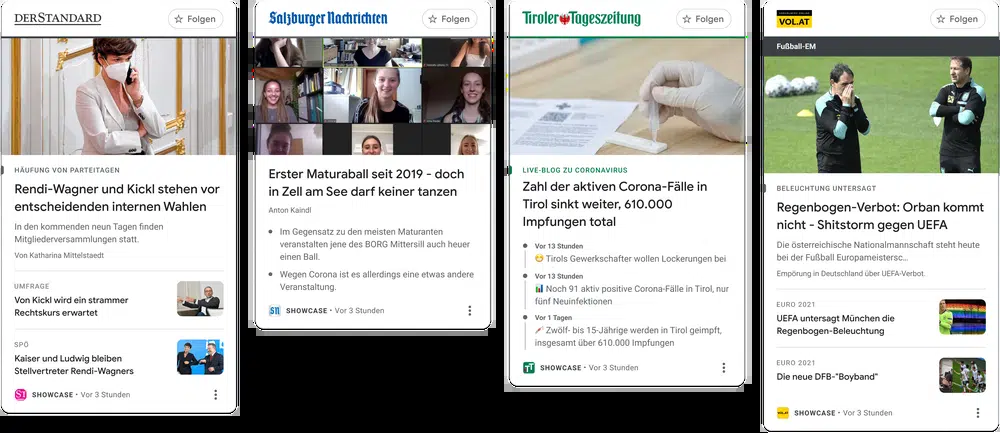 DERSTANDARD
Folgen
HÄUFUNG VON PARTEITAGEN
Rendi-Wagner und Kickl stehen vor
entscheidenden internen Wahlen
In den kommenden neun Tagen finden
Mitgliederversammlungen statt.
Von Katharina Mittelstaedt
UMFRAGE
Von Kickl wird ein strammer
Rechtskurs erwartet
SPÖ
Kaiser und Ludwig bleiben
Stellvertreter Rendi-Wagners
SHOWCASE • Vor 3 Stunden
Salzburger Nachrichten
Folgen
Erster Maturaball seit 2019 - doch
in Zell am See darf keiner tanzen
Anton Kaindl
Im Gegensatz zu den meisten Maturanten
veranstalten jene des BORG Mittersill auch heuer
einen Ball.
Wegen Corona ist es allerdings eine etwas andere
Veranstaltung.
SN
SHOWCASE • Vor 3 Stunden
Tiroler Tageszeitung
Folgen
LIVE-BLOG ZU CORONAVIRUS
Zahl der aktiven Corona-Fälle in
Tirol sinkt weiter, 610.000
Impfungen total
Vor 13 Stunden
Tirols Gewerkschafter wollen Lockerungen bei
Vor 13 Stunden
Noch 91 aktiv positive Corona-Fälle in Tirol, nur
fünf Neuinfektionen
Vor 1 Tagen
Zwölf- bis 15-Jährige werden in Tirol geimpft,
insgesamt über 610.000 Impfungen
TT
SHOWCASE • Vor 3 Stunden
VOL.AT
Folgen
Fußball-EM
BELEUCHTUNG UNTERSAGT
Regenbogen-Verbot: Orban kommt
nicht - Shitstorm gegen UEFA
Die österreichische Nationalmannschaft steht heute
bei der Fußball Europameistersc...
Empörung in Deutschland über UEFA-Verbot.
EURO 2021
UEFA untersagt München die
Regenbogen-Beleuchtung
EURO 2021
Die neue DFB-"Boyband"
VOL.AT
SHOWCASE • Vor 3 Stunden